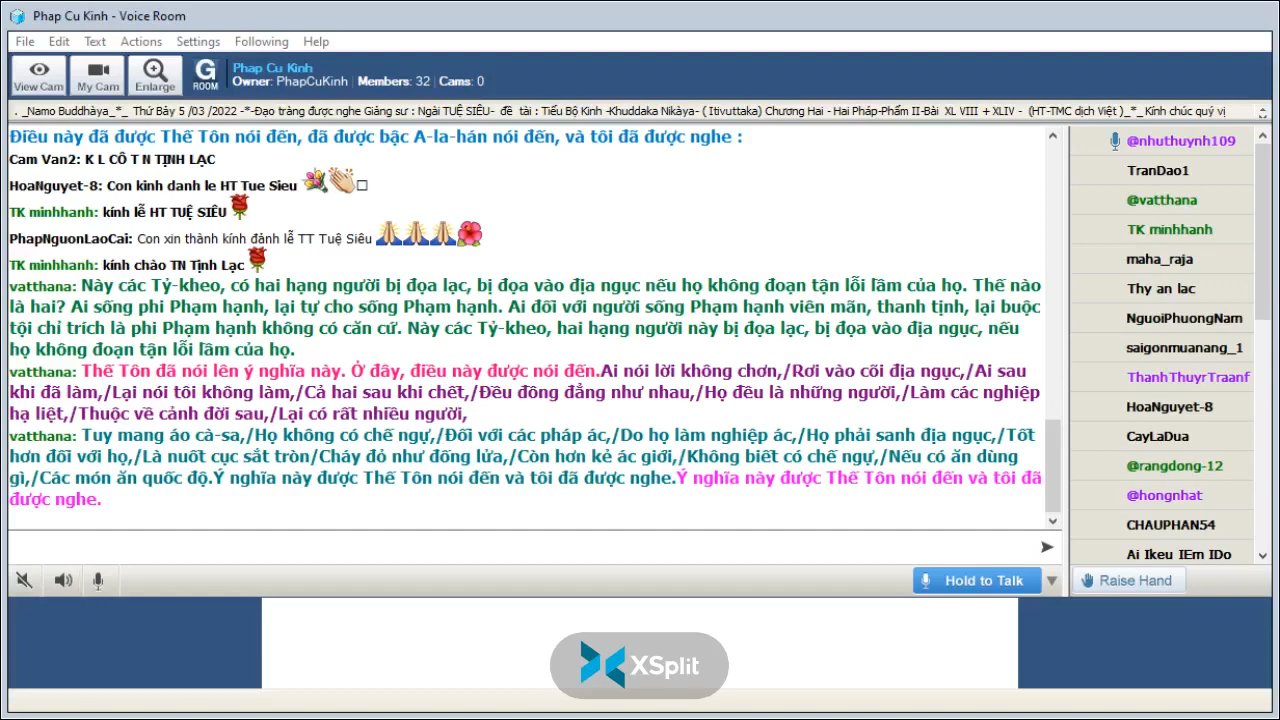 Phap Cu Kinh - Voice Room
File Edit Text Actions Settings Following Help
View Cam My Cam Enlarge G ROOM
Phap Cu Kinh
Owner: PhapCuKinh | Members: 32 | Cams: 0
. _Namo Buddhàya_*_ Thứ Bảy 5 /03 /2022 -*-Đạo tràng được nghe Giảng sư : Ngài TUỆ SIÊU- đề tài : Tiểu Bộ Kinh -Khuddaka Nikàya- ( Itivuttaka) Chương Hai - Hai Pháp-Phẩm II-Bài XL VIII + XLIV - (HT-TMC dịch Việt )_*_Kính chúc quý vị
Điều này đã được Thế Tôn nói đến, đã được bậc A-la-hán nói đến, và tôi đã được nghe :
Cam Van2: K L CÔ T N TỊNH LẠC
HoaNguyet-8: Con kinh danh le HT Tue Sieu
TK minhhanh: kính lễ HT TUỆ SIÊU
PhapNguonLaoCai: Con xin thành kính đảnh lễ TT Tuệ Siêu
TK minhhanh: kính chào TN Tịnh Lạc
vatthana: Này các Tỷ-kheo, có hai hạng người bị đọa lạc, bị đọa vào địa ngục nếu họ không đoạn tận lỗi lầm của họ. Thế nào
là hai? Ai sống phi Phạm hạnh, lại tự cho sống Phạm hạnh. Ai đối với người sống Phạm hạnh viên mãn, thanh tịnh, lại buộc
tội chỉ trích là phi Phạm hạnh không có căn cứ. Này các Tỷ-kheo, hai hạng người này bị đọa lạc, bị đọa vào địa ngục, nếu
họ không đoạn tận lỗi lầm của họ.
vatthana: Thế Tôn đã nói lên ý nghĩa này. Ở đây, điều này được nói đến.Ai nói lời không chơn,/Rơi vào cõi địa ngục,/Ai sau
khi đã làm,/Lại nói tôi không làm,/Cả hai sau khi chết,/Đều đồng đẳng như nhau,/Họ đều là những người,/Làm các nghiệp
hạ liệt,/Thuộc về cảnh đời sau,/Lại có rất nhiều người,
vatthana: Tuy mang áo cà-sa,/Họ không có chế ngự,/Đối với các pháp ác,/Do họ làm nghiệp ác,/Họ phải sanh địa ngục,/Tốt
hơn đối với họ,/Là nuốt cục sắt tròn/Cháy đỏ như đống lửa,/Còn hơn kẻ ác giới,/Không biết có chế ngự,/Nếu có ăn dùng
gì,/Các món ăn quốc độ.Ý nghĩa này được Thế Tôn nói đến và tôi đã được nghe.Ý nghĩa này được Thế Tôn nói đến và tôi đã
được nghe.
@nhuthuynh109
TranDao1
@vatthana
TK minhhanh
maha_raja
Thy an lac
NguoiPhuongNam
saigonmuanang_1
ThanhThuyrTraanf
HoaNguyet-8
CayLaDua
@rangdong-12
@hongnhat
CHAUPHAN54
Ai Ikeu IEm IDo
Hold to Talk
Raise Hand
XSplit